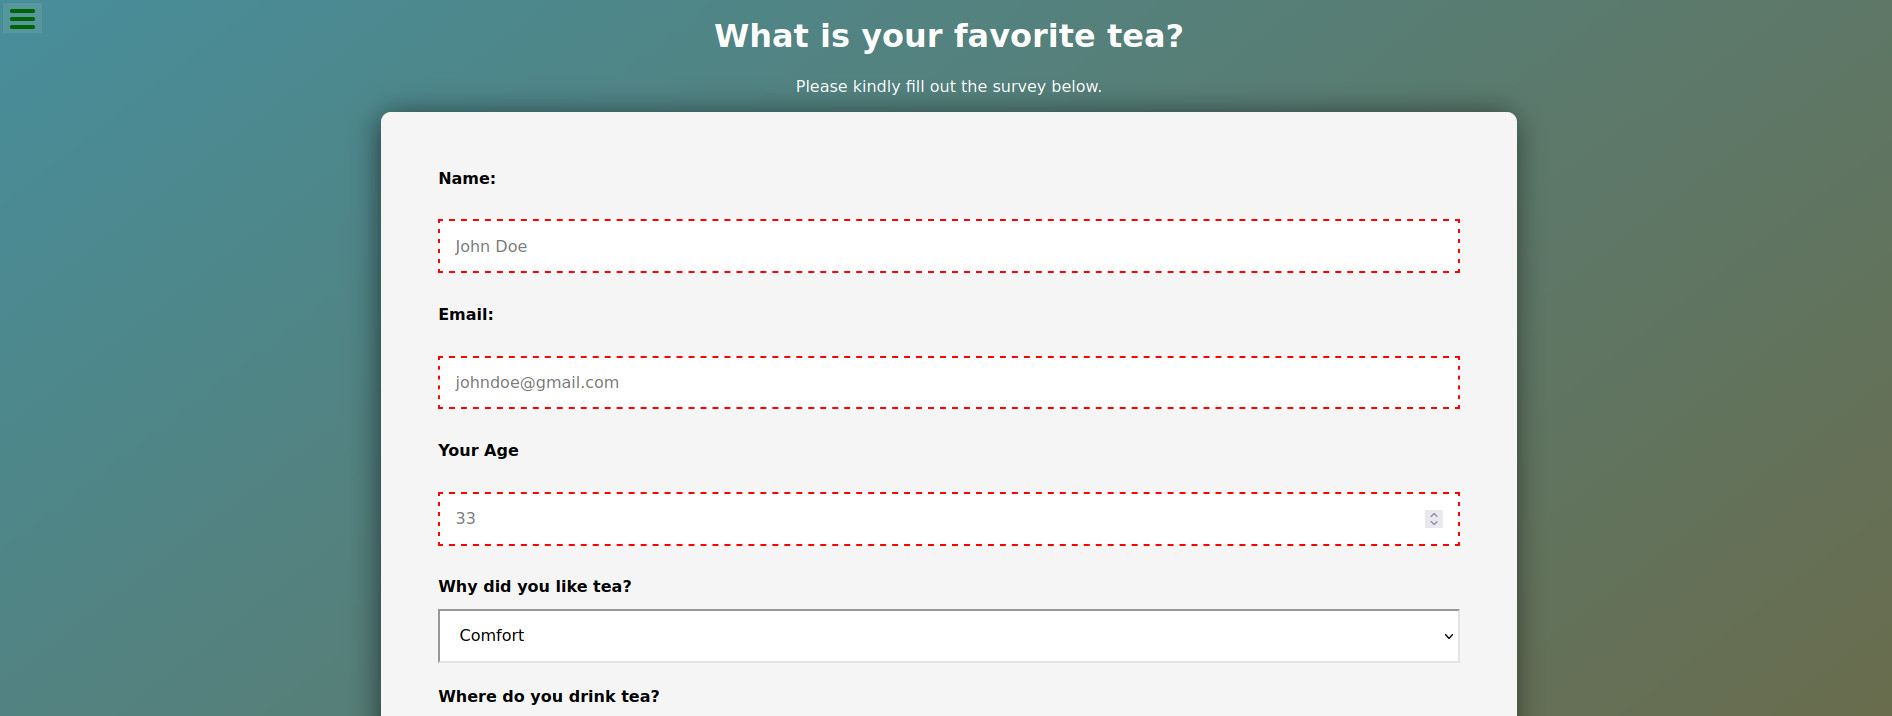 What is your favorite tea?
Please kindly fill out the survey below.
Name:
John Doe
Email:
johndoe@gmail.com
Your Age
33
Why did you like tea?
Comfort
Where do you drink tea?